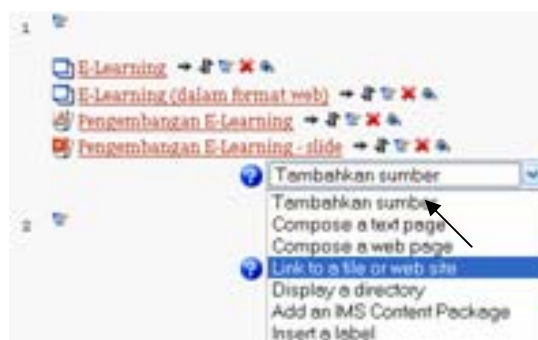 1
E-Learning
E-Learning (dalam format web)
Pengembangan E-Learning
Pengembangan E-Learning - slide
Tambahkan sumber
Tambahkan sumber
2
Compose a text page
Compose a web page
Link to a file or web site
Display a directory
Add an IMS Content Package
Insert a label